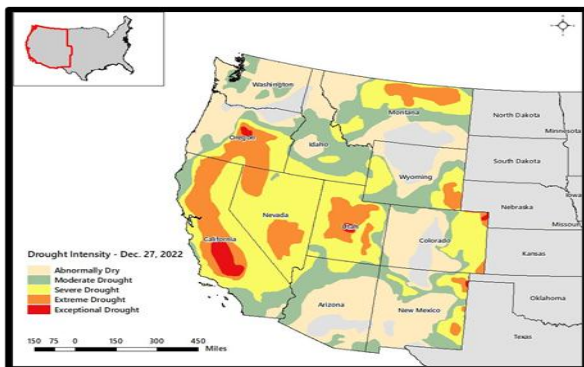 Washington
Montana
North Dakota
Minnesota
Oregon
Idaho
South Dakota
Wyoming
Iowa
Nebraska
Nevada
Utah
Missouri
Colorado
California
Kansas
Drought Intensity - Dec. 27, 2022
Abnormally Dry
Moderate Drought
Severe Drought
Extreme Drought
Exceptional Drought
Oklahoma
Arizona
New Mexico
Texas
150 75 0 150 300 450
Miles